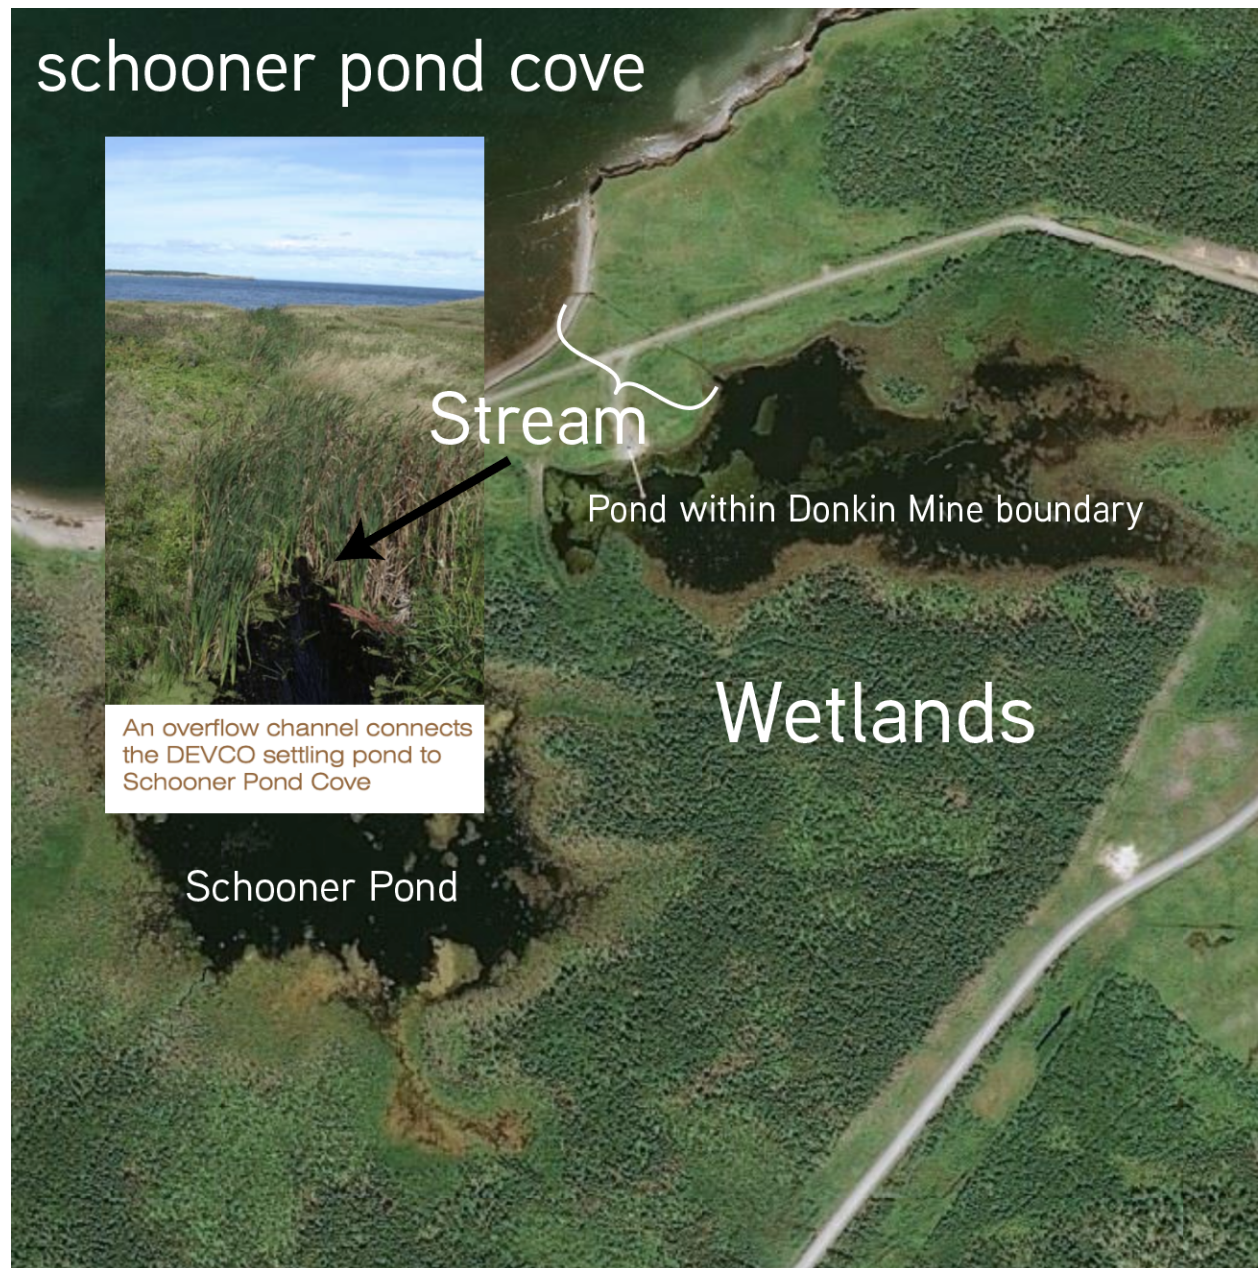 schooner pond cove
Stream
Pond within Donkin Mine boundary
Wetlands
An overflow channel connects
the DEVCO settling pond to
Schooner Pond Cove
Schooner Pond